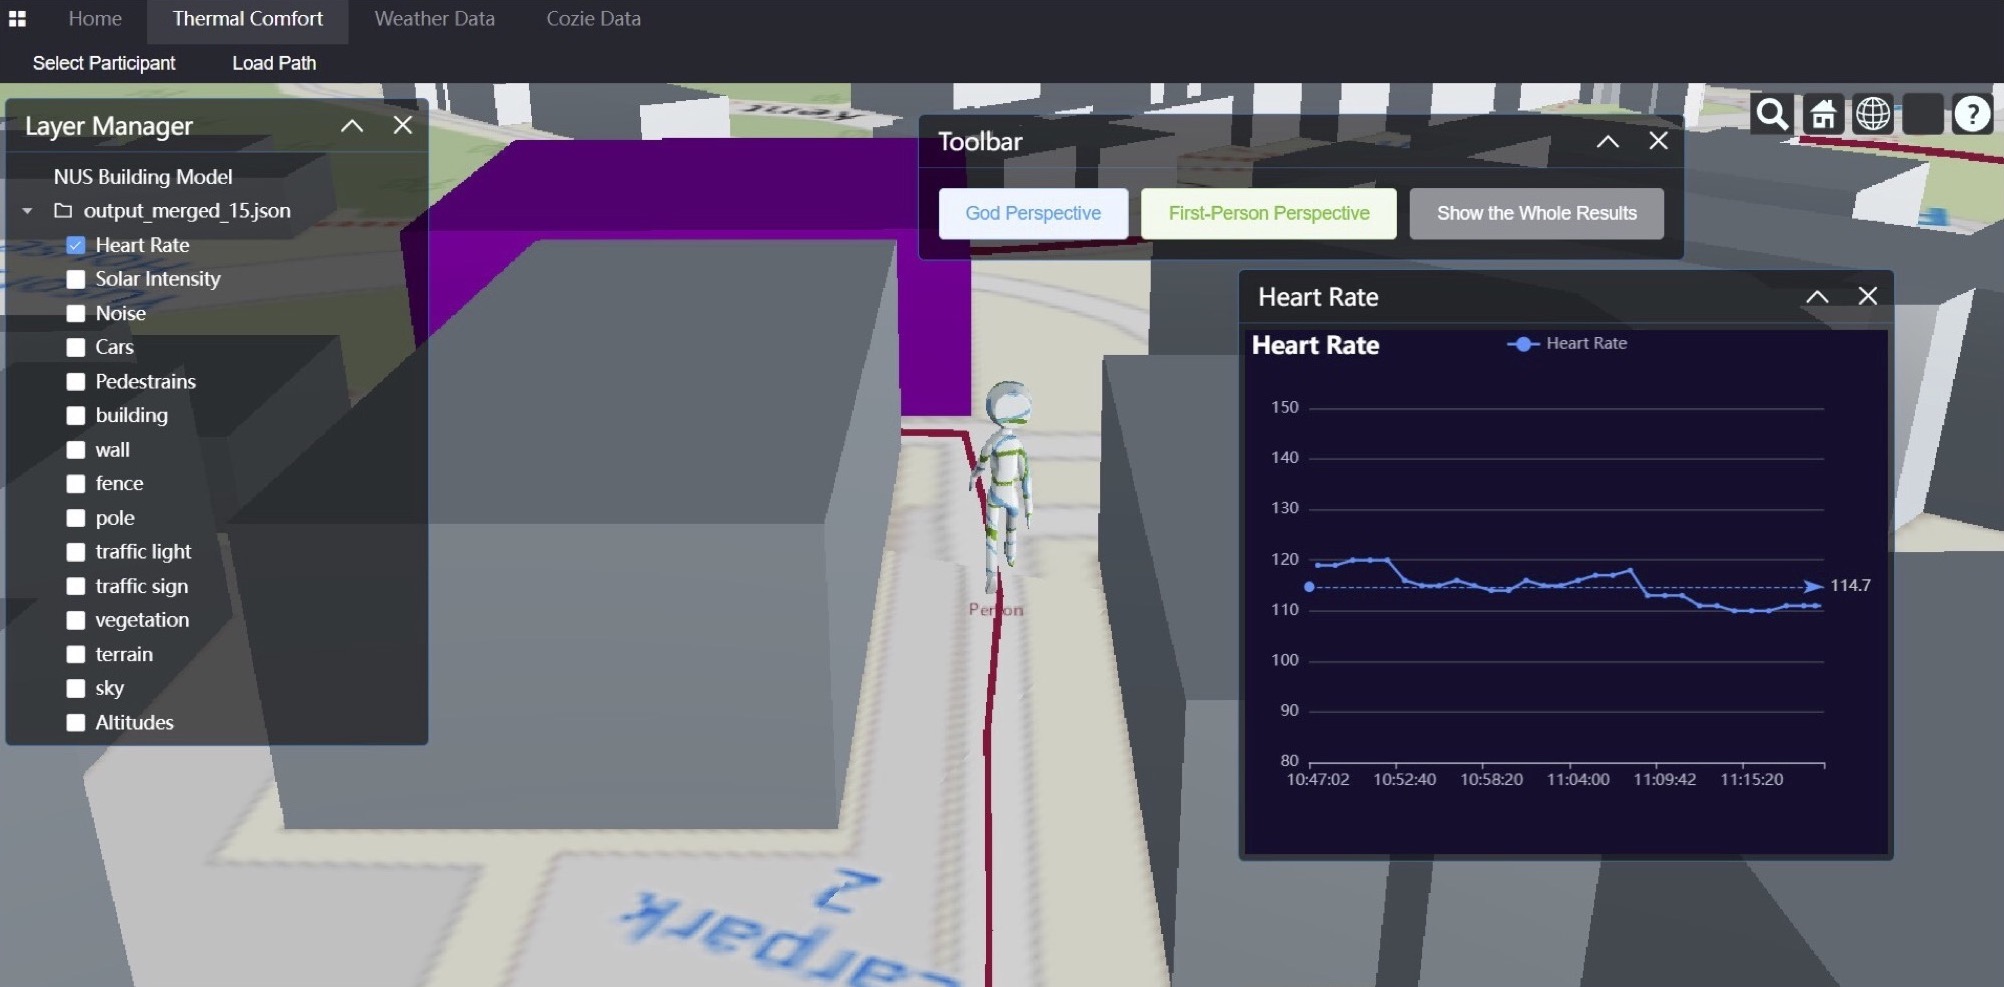 Home
Thermal Comfort
Weather Data
Cozie Data
Select Participant
Load Path
Layer Manager
NUS Building Model
output_merged_15.json
Heart Rate
Solar Intensity
Noise
Cars
Pedestrains
building
wall
fence
pole
traffic light
traffic sign
vegetation
terrain
sky
Altitudes
Kent
Toolbar
God Perspective
First-Person Perspective
Show the Whole Results
?
Heart Rate
Heart Rate
Heart Rate
150
140
130
120
114.7
110
100
90
80
10:47:02
10:52:40
10:58:20
11:04:00
11:09:42
11:15:20
Person
2
arpark